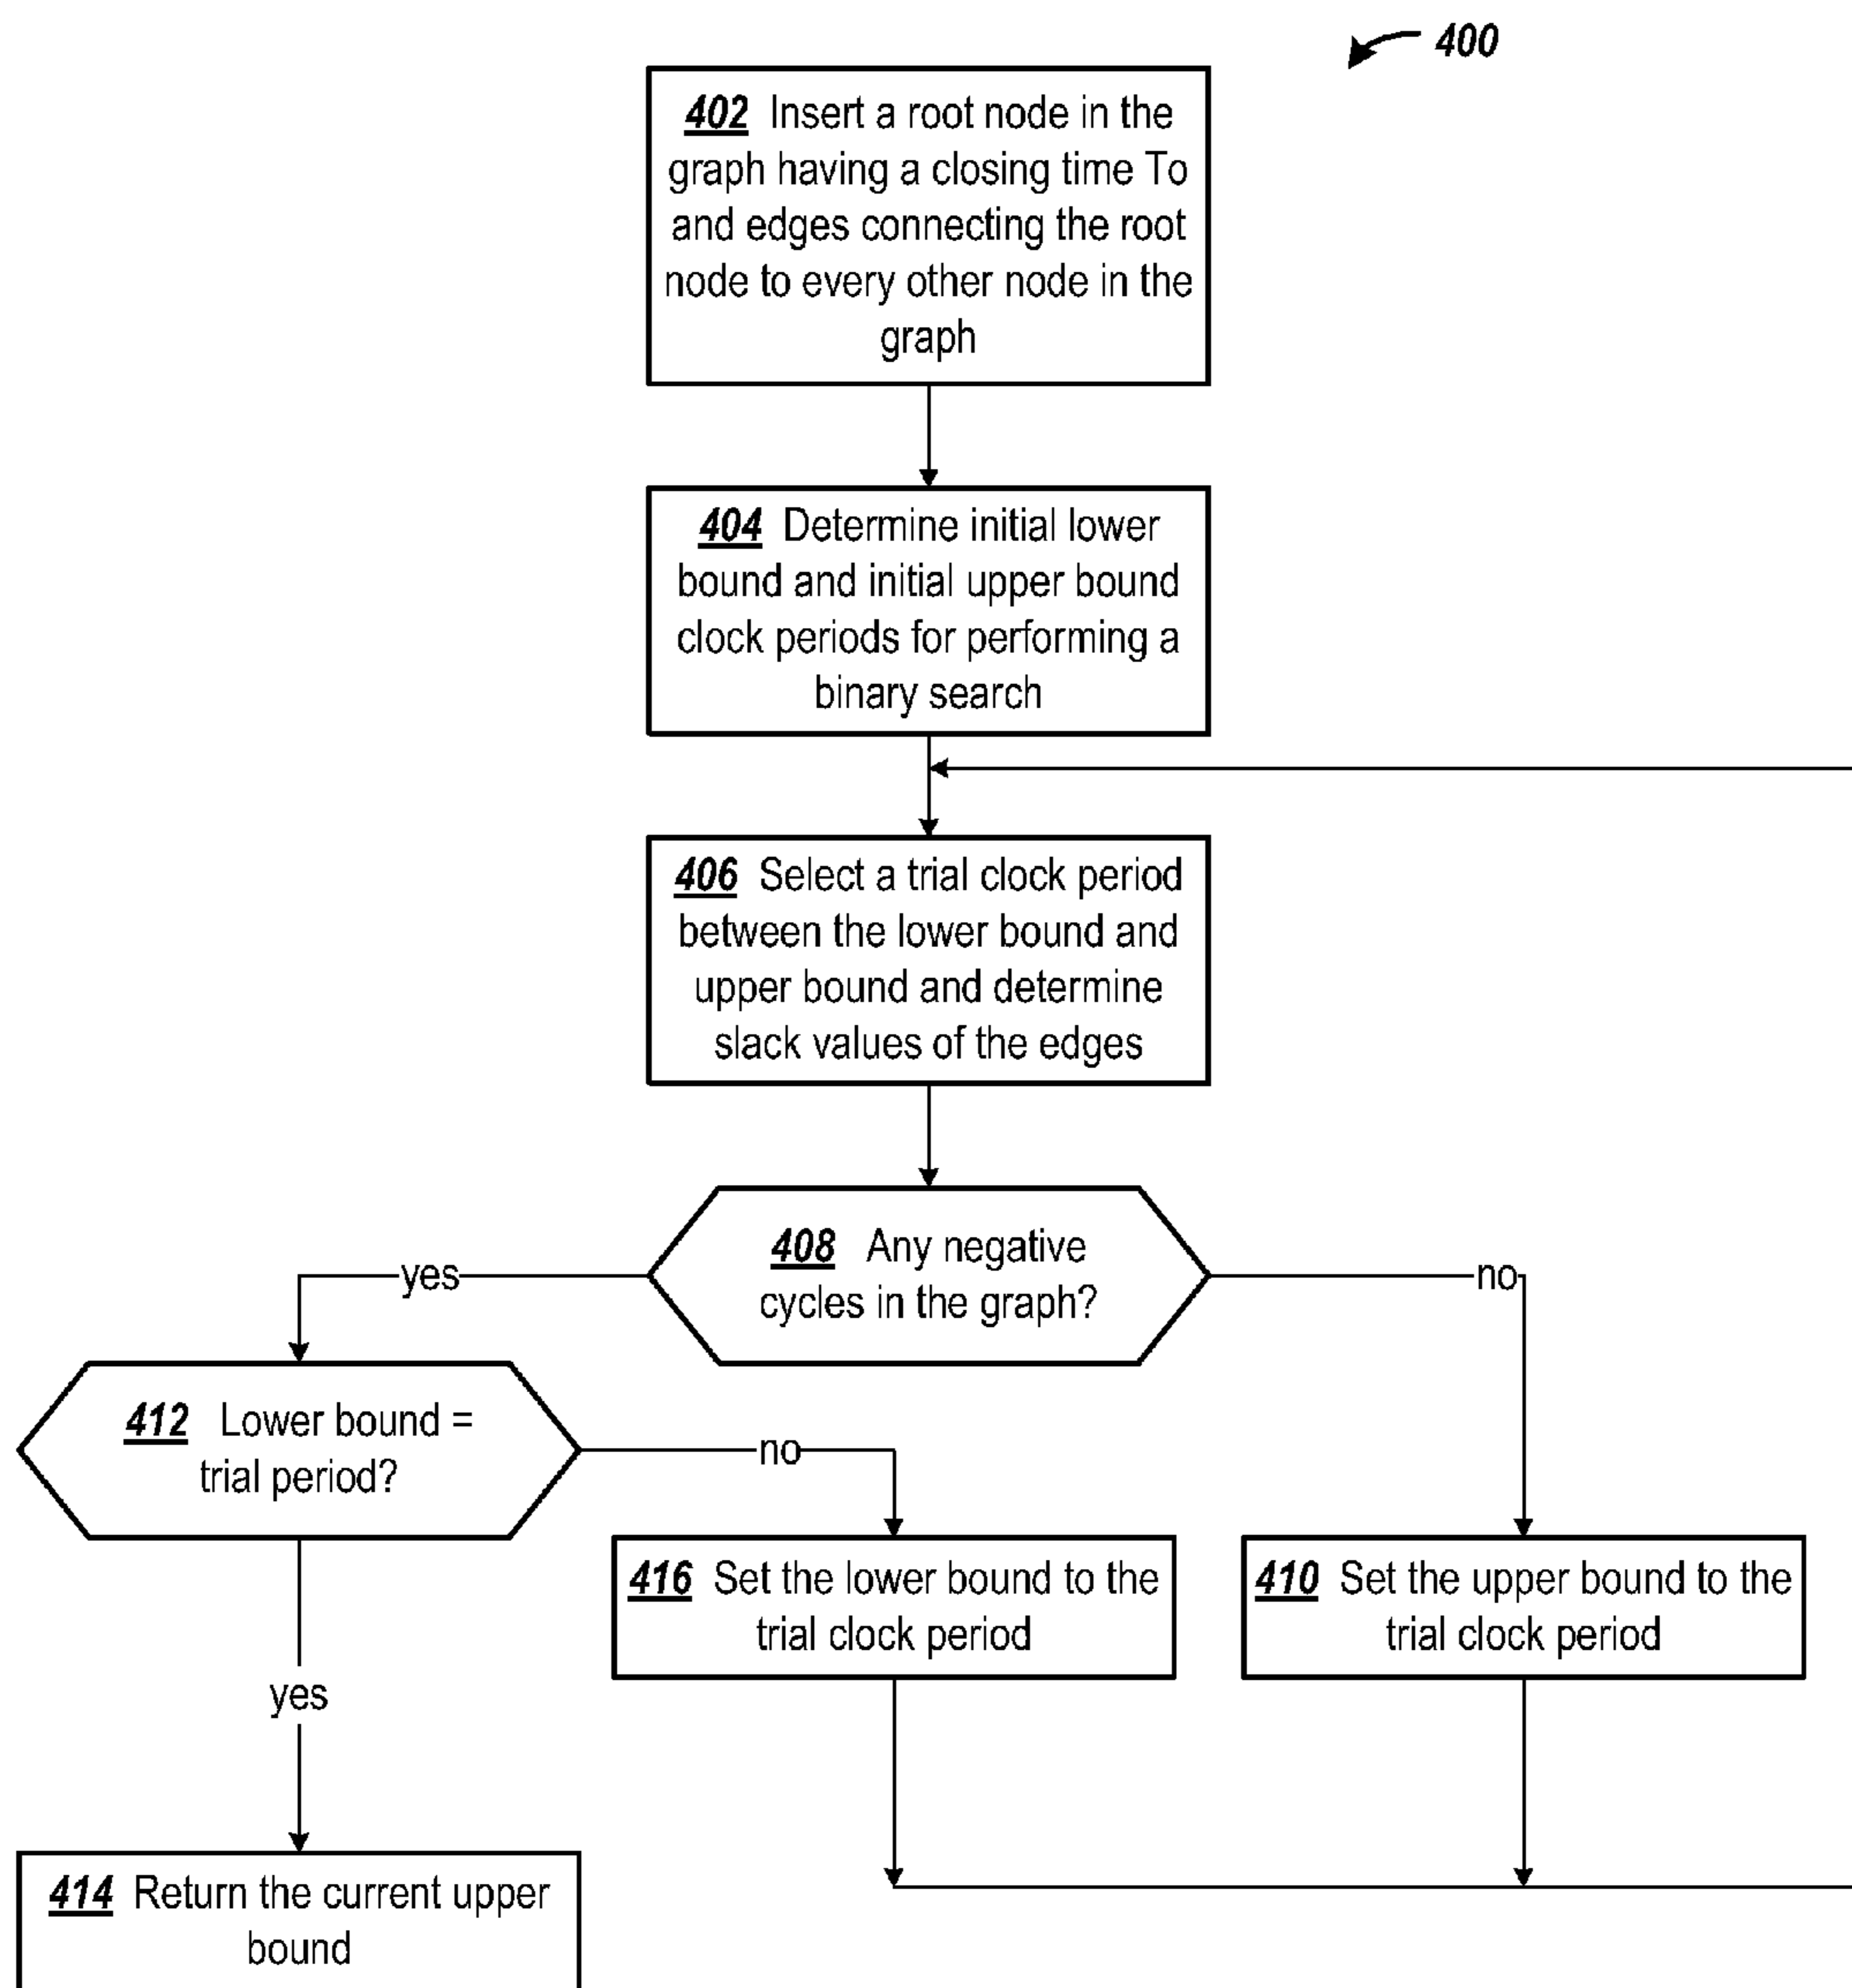 400
402 Insert a root node in the
graph having a closing time To
and edges connecting the root
node to every other node in the
graph
404 Determine initial lower
bound and initial upper bound
clock periods for performing a
binary search
406 Select a trial clock period
between the lower bound and
upper bound and determine
slack values of the edges
408 Any negative
cycles in the graph?
yes
no
412 Lower bound =
trial period?
no
416 Set the lower bound to the
trial clock period
410 Set the upper bound to the
trial clock period
yes
414 Return the current upper
bound